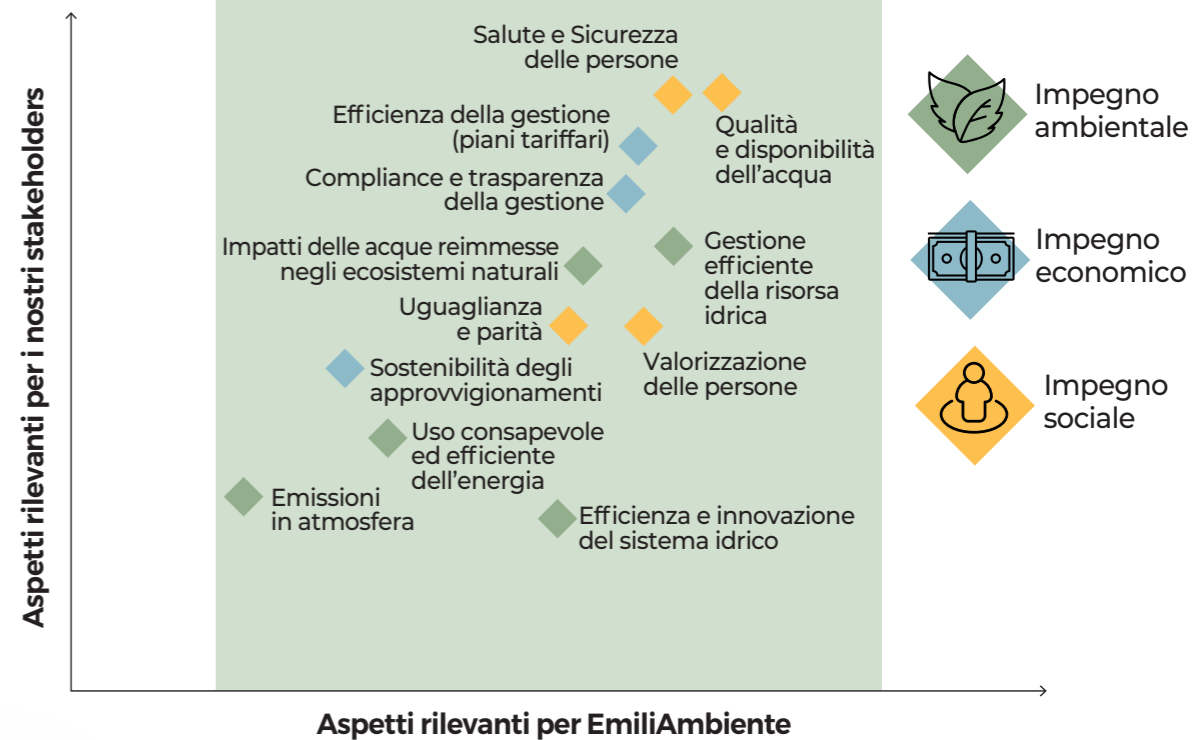 Aspetti rilevanti per i nostri stakeholders
Salute e Sicurezza
delle persone
Qualità
e disponibilità
dell'acqua
Efficienza della gestione
(piani tariffari)
Compliance e trasparenza
della gestione
Impatti delle acque reimmesse
negli ecosistemi naturali
Gestione
efficiente
della risorsa
idrica
Uguaglianza
e parità
Valorizzazione
delle persone
Sostenibilità degli
approvvigionamenti
Uso consapevole
ed efficiente
dell'energia
Emissioni
in atmosfera
Efficienza e innovazione
del sistema idrico
Aspetti rilevanti per EmiliAmbiente
Impegno
ambientale
Impegno
economico
Impegno
sociale